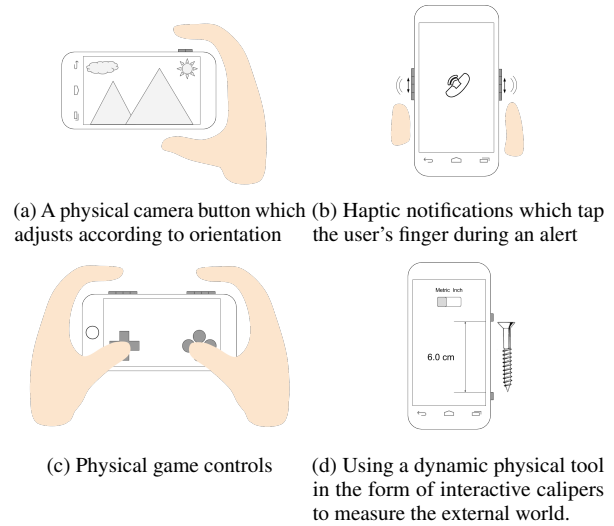 (a) A physical camera button which
adjusts according to orientation
(b) Haptic notifications which tap
the user's finger during an alert
Metric Inch
6.0 cm
(c) Physical game controls
(d) Using a dynamic physical tool
in the form of interactive calipers
to measure the external world.